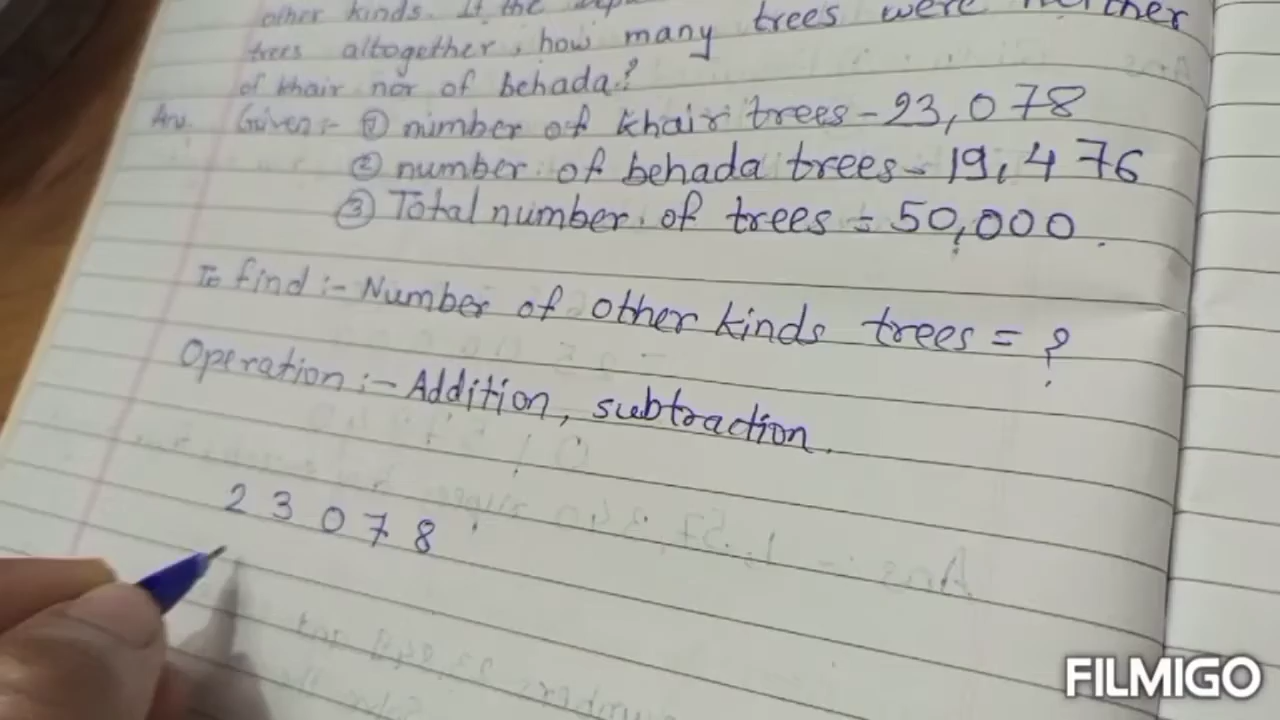 other kinds. If the
trees altogether, how many trees were neither
of khair nor of behada?
Ans. Given :- ① nimber of khair trees - 23,078
② number of behada trees - 19,476
③ Total number of trees = 50,000.
To find :- Number of other kinds trees = ?
Operation :- Addition, subtraction.
2 3 0 7 8
FILMIGO